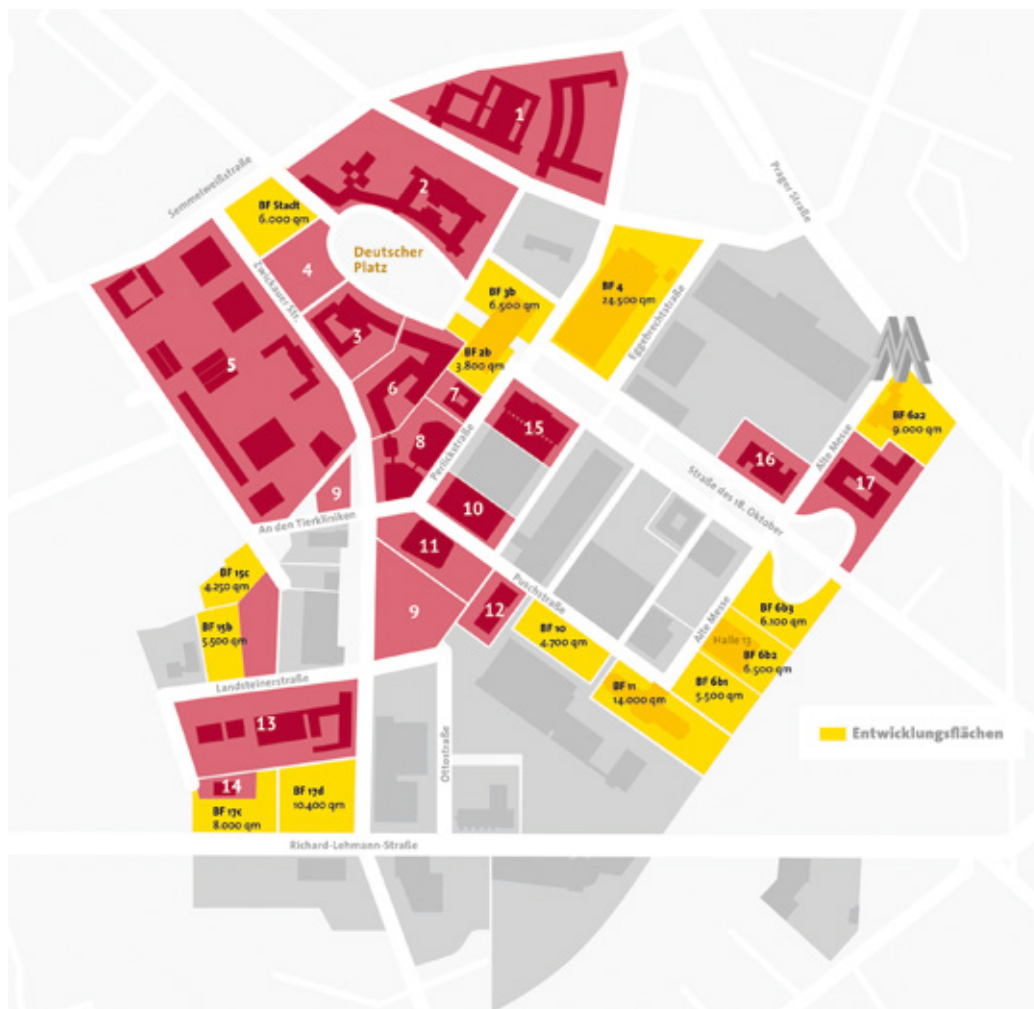 1
Prager Straße
Semmelweißstraße
2
BF Stadt
6.000 qm
Deutscher
Platz
4
Zwickauer Str.
BF 3b
6.500 qm
BF 4
24.500 qm
Eggebrechtstraße
3
5
BF 2b
3.800 qm
6
7
15
BF 6a2
9.000 qm
Alte Messe
8
Perlickstraße
16
17
9
10
Straße des 18. Oktober
An den Tierkliniken
11
BF 15c
4.250 qm
Puschstraße
9
12
BF 6b3
6.100 qm
BF 15b
5.500 qm
BF 10
4.700 qm
Alte Messe
Halle 13
BF 6b2
6.500 qm
BF 6b1
5.500 qm
Landsteinerstraße
BF 11
14.000 qm
13
Entwicklungsflächen
Ottostraße
14
BF 17c
8.000 qm
BF 17d
10.400 qm
Richard-Lehmann-Straße